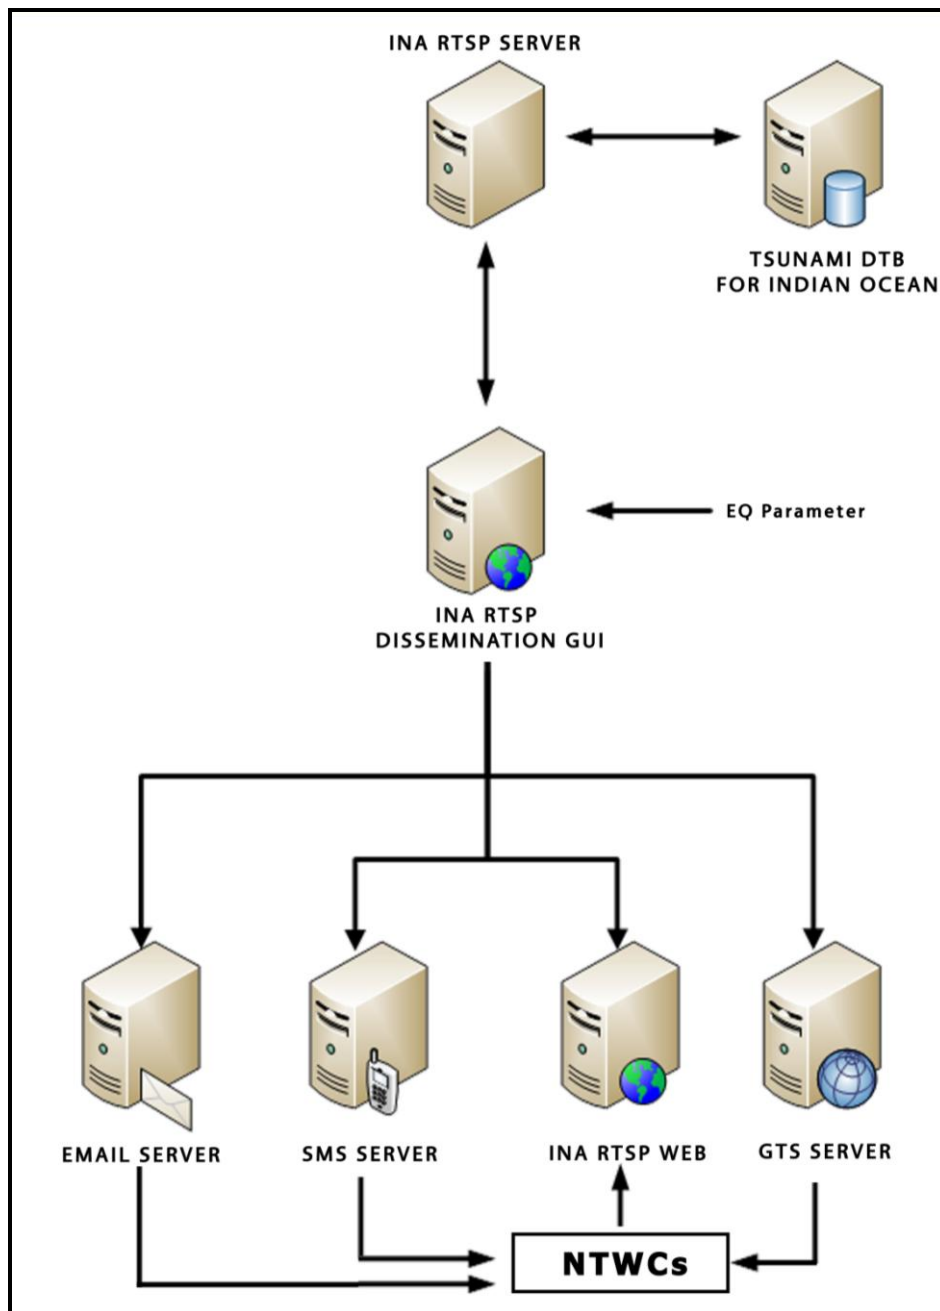 INA RTSP SERVER
TSUNAMI DTB
FOR INDIAN OCEAN
EQ Parameter
INA RTSP
DISSEMINATION GUI
EMAIL SERVER
SMS SERVER
INA RTSP WEB
GTS SERVER
NTWCs